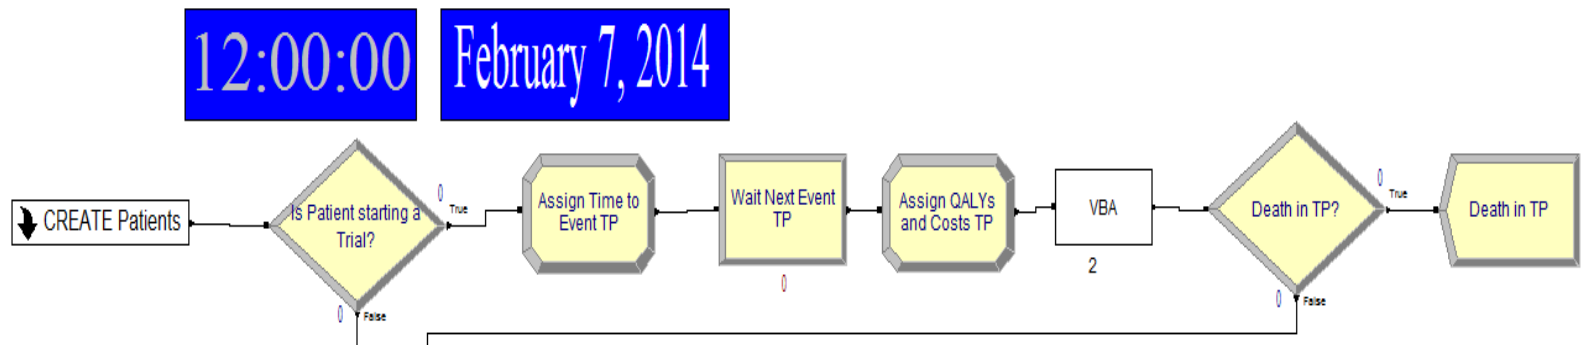 12:00:00
February 7, 2014
CREATE Patients
Is Patient starting a
Trial?
0
True
0
False
Assign Time to
Event TP
Wait Next Event
TP
0
Assign QALYs
and Costs TP
VBA
2
Death in TP?
0
True
0
False
Death in TP